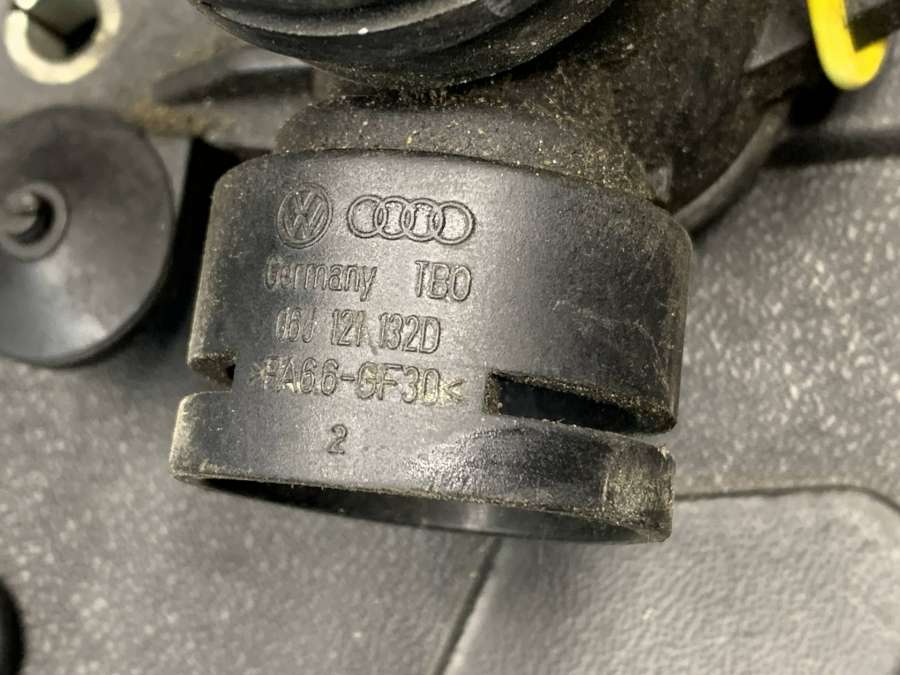 Germany TBO
06J 121 132D
>PA6.6-GF30<
2